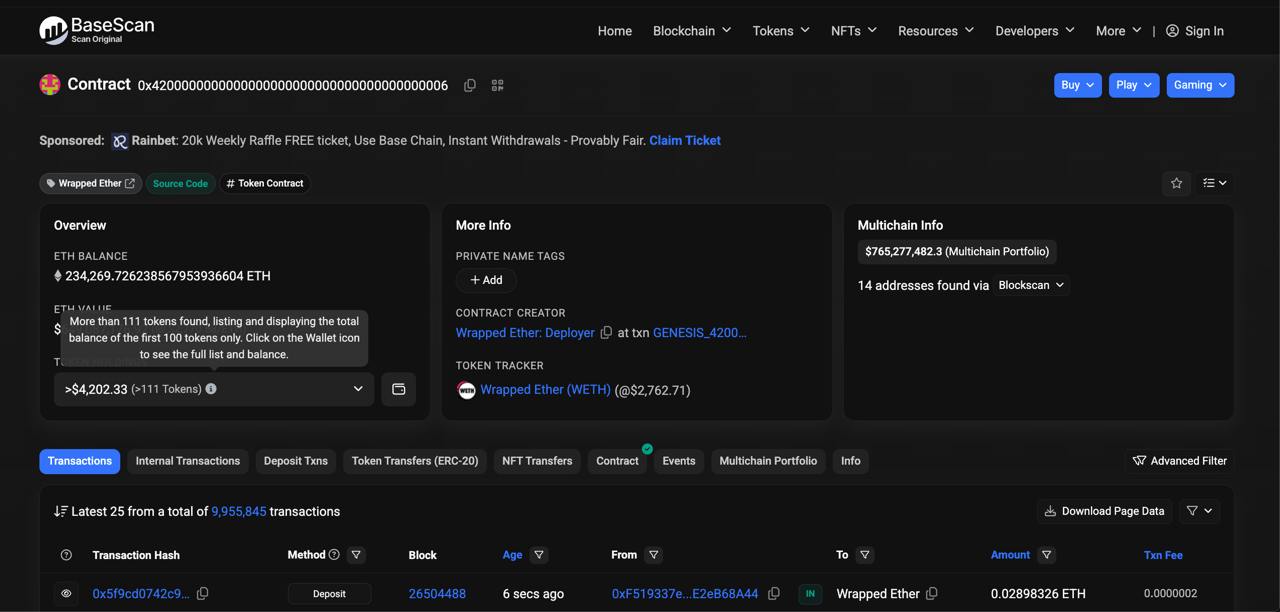 BaseScan
Scan Original
Home Blockchain Tokens NFTs Resources Developers More | Sign In
Contract 0x4200000000000000000000000000000000000006
Buy Play Gaming
Sponsored: Rainbet: 20k Weekly Raffle FREE ticket, Use Base Chain, Instant Withdrawals - Provably Fair. Claim Ticket
Wrapped Ether Source Code # Token Contract
Overview
ETH BALANCE
234,269.726238567953936604 ETH
ETH VALUE
$
More than 111 tokens found, listing and displaying the total
balance of the first 100 tokens only. Click on the Wallet icon
to see the full list and balance.
>$4,202.33 (>111 Tokens)
More Info
PRIVATE NAME TAGS
+ Add
CONTRACT CREATOR
Wrapped Ether: Deployer at txn GENESIS_4200...
TOKEN TRACKER
WETH Wrapped Ether (WETH) (@$2,762.71)
Multichain Info
$765,277,482.3 (Multichain Portfolio)
14 addresses found via Blockscan
Transactions Internal Transactions Deposit Txns Token Transfers (ERC-20) NFT Transfers Contract Events Multichain Portfolio Info Advanced Filter
Latest 25 from a total of 9,955,845 transactions
Download Page Data
Transaction Hash Method Block Age From To Amount Txn Fee
0x5f9cd0742c9... Deposit 26504488 6 secs ago 0xF519337e...E2eB68A44 IN Wrapped Ether 0.02898326 ETH 0.0000002